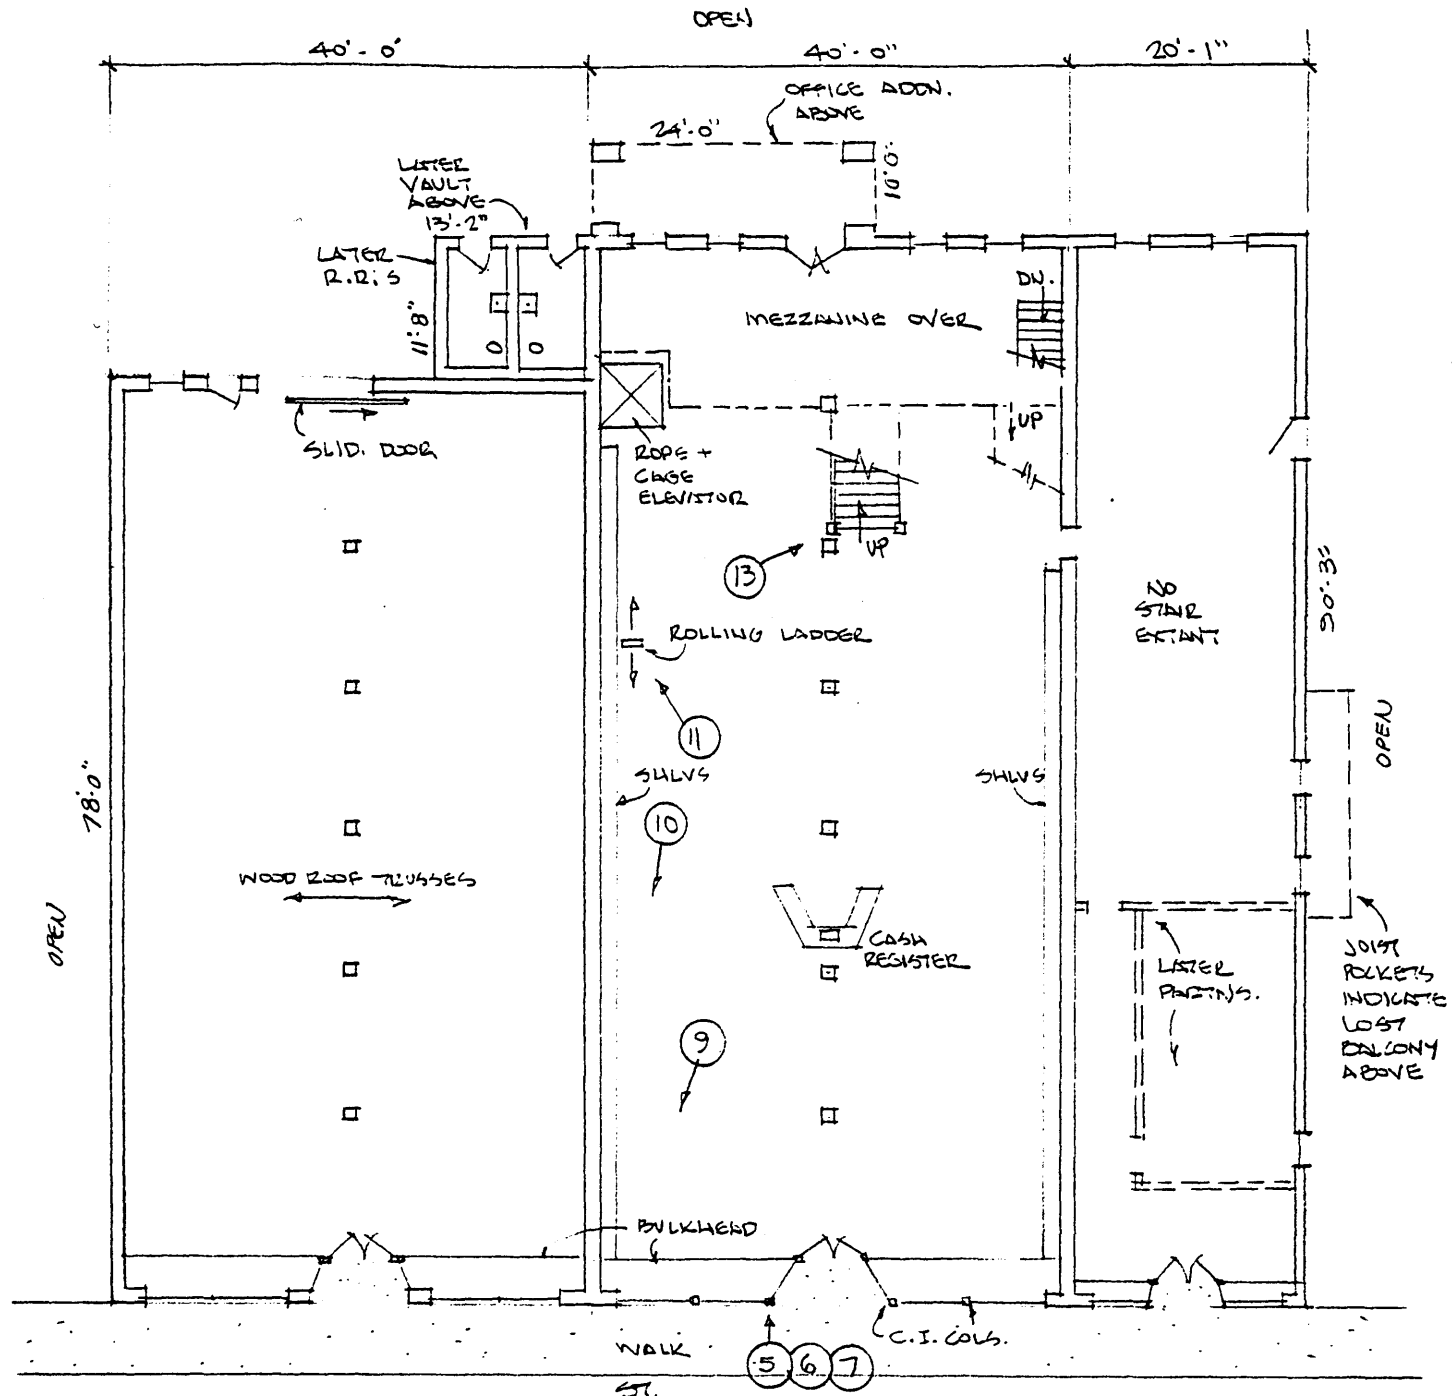 OPEN
40'-0"
40'-0"
20'-1"
OFFICE ADDN.
ABOVE
24'-0"
10'0"
LATER
VAULT
ABOVE
13'-2"
LATER
R.R.'S
11'8"
DN.
MEZZANINE OVER
SLID. DOOR
ROPE +
CAGE
ELEVATOR
UP
UP
13
NO
STAIR
EXTANT
90'-3"
ROLLING LADDER
11
OPEN
78'0"
SHLVS
SHLVS
10
WOOD ROOF TRUSSES
OPEN
CASH
REGISTER
LATER
PARTNS.
JOIST
POCKETS
INDICATE
LOST
BALCONY
ABOVE
9
BULKHEAD
C.I. COLS.
WALK
5 6 7
ST.